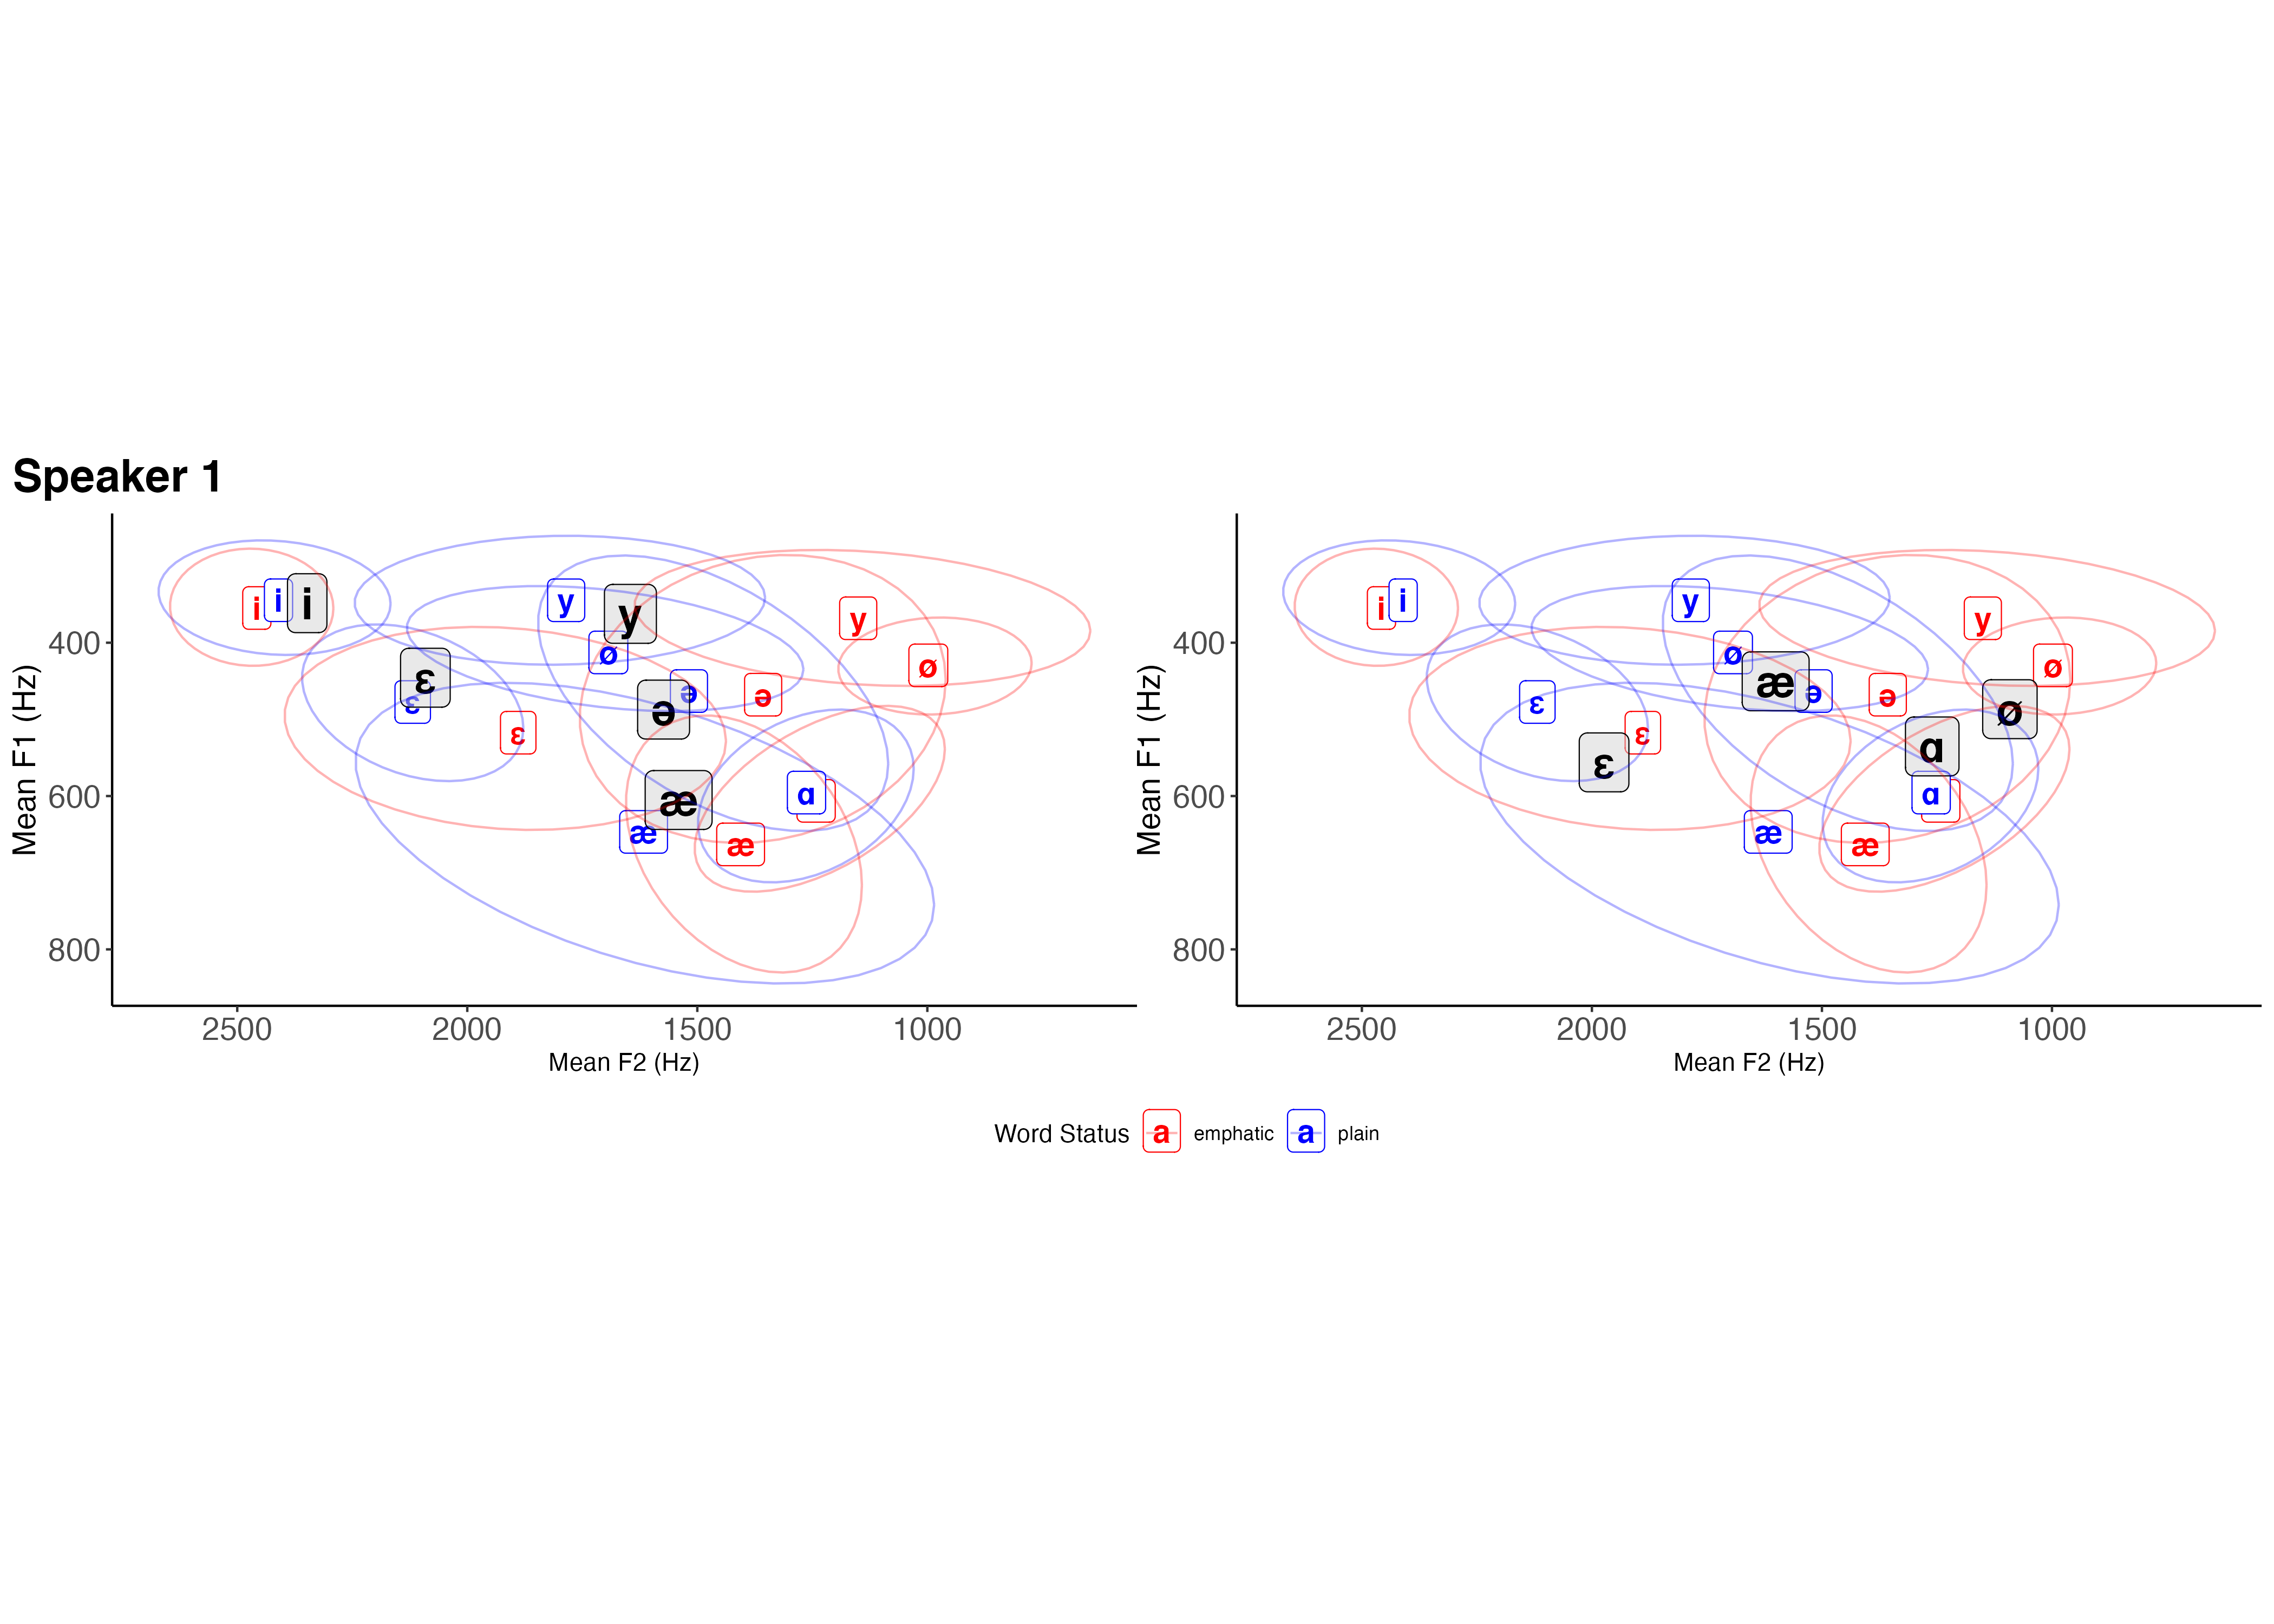 Speaker 1
Mean F1 (Hz)
400
600
800
i i i y y y
ø ø
ɛ ɛ ɛ
ə ə ə
ɑ
æ æ æ
2500 2000 1500 1000
Mean F2 (Hz)
Mean F1 (Hz)
400
600
800
i i y y
ø ø ø
ɛ ɛ ɛ
æ ə ə
ɑ ɑ
æ æ
2500 2000 1500 1000
Mean F2 (Hz)
Word Status a emphatic a plain